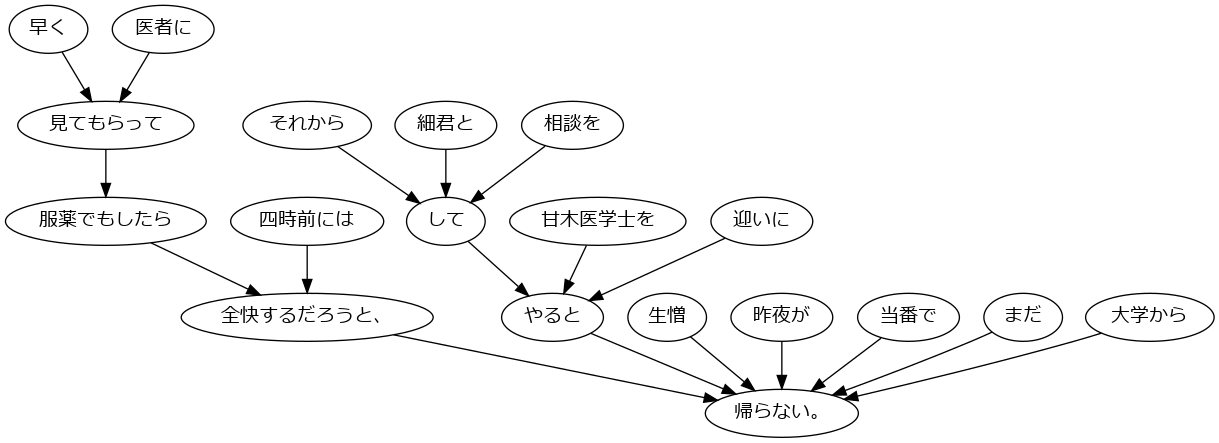 早く
医者に
見てもらって
それから
細君と
相談を
服薬でもしたら
四時前には
して
甘木医学士を
迎いに
全快するだろうと、
やると
生憎
昨夜が
当番で
まだ
大学から
帰らない。